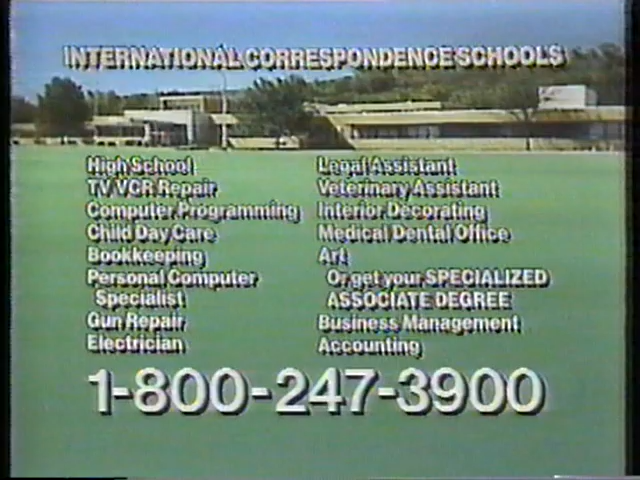 INTERNATIONAL CORRESPONDENCE SCHOOLS
High School
TV VCR Repair
Computer Programming
Child Day Care
Bookkeeping
Personal Computer
Specialist
Gun Repair
Electrician
Legal Assistant
Veterinary Assistant
Interior Decorating
Medical Dental Office
Art
Or get your SPECIALIZED
ASSOCIATE DEGREE
Business Management
Accounting
1-800-247-3900